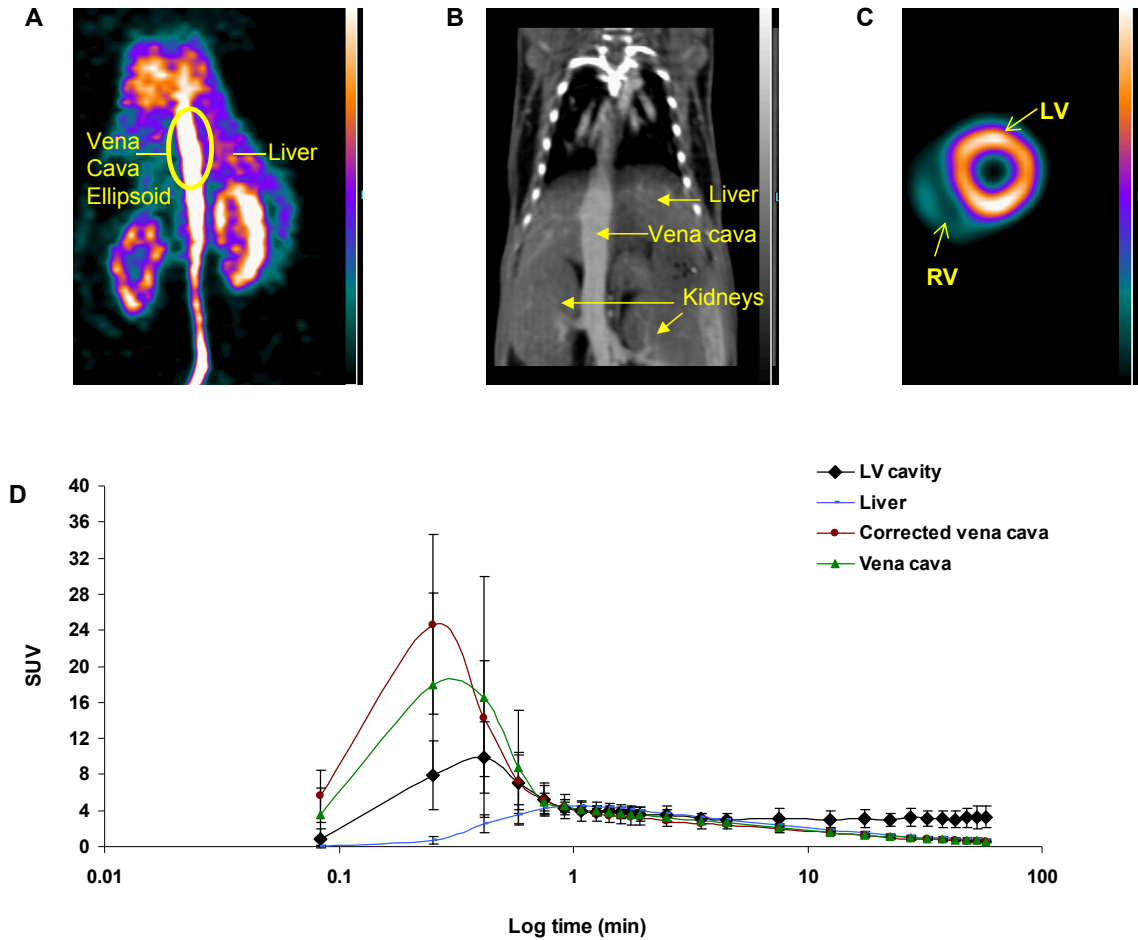 A
Vena
Cava
Ellipsoid
Liver
B
Liver
Vena cava
Kidneys
C
LV
RV
D
LV cavity
Liver
Corrected vena cava
Vena cava
40
36
32
28
24
20
16
12
8
4
0
SUV
0.01
0.1
1
10
100
Log time (min)